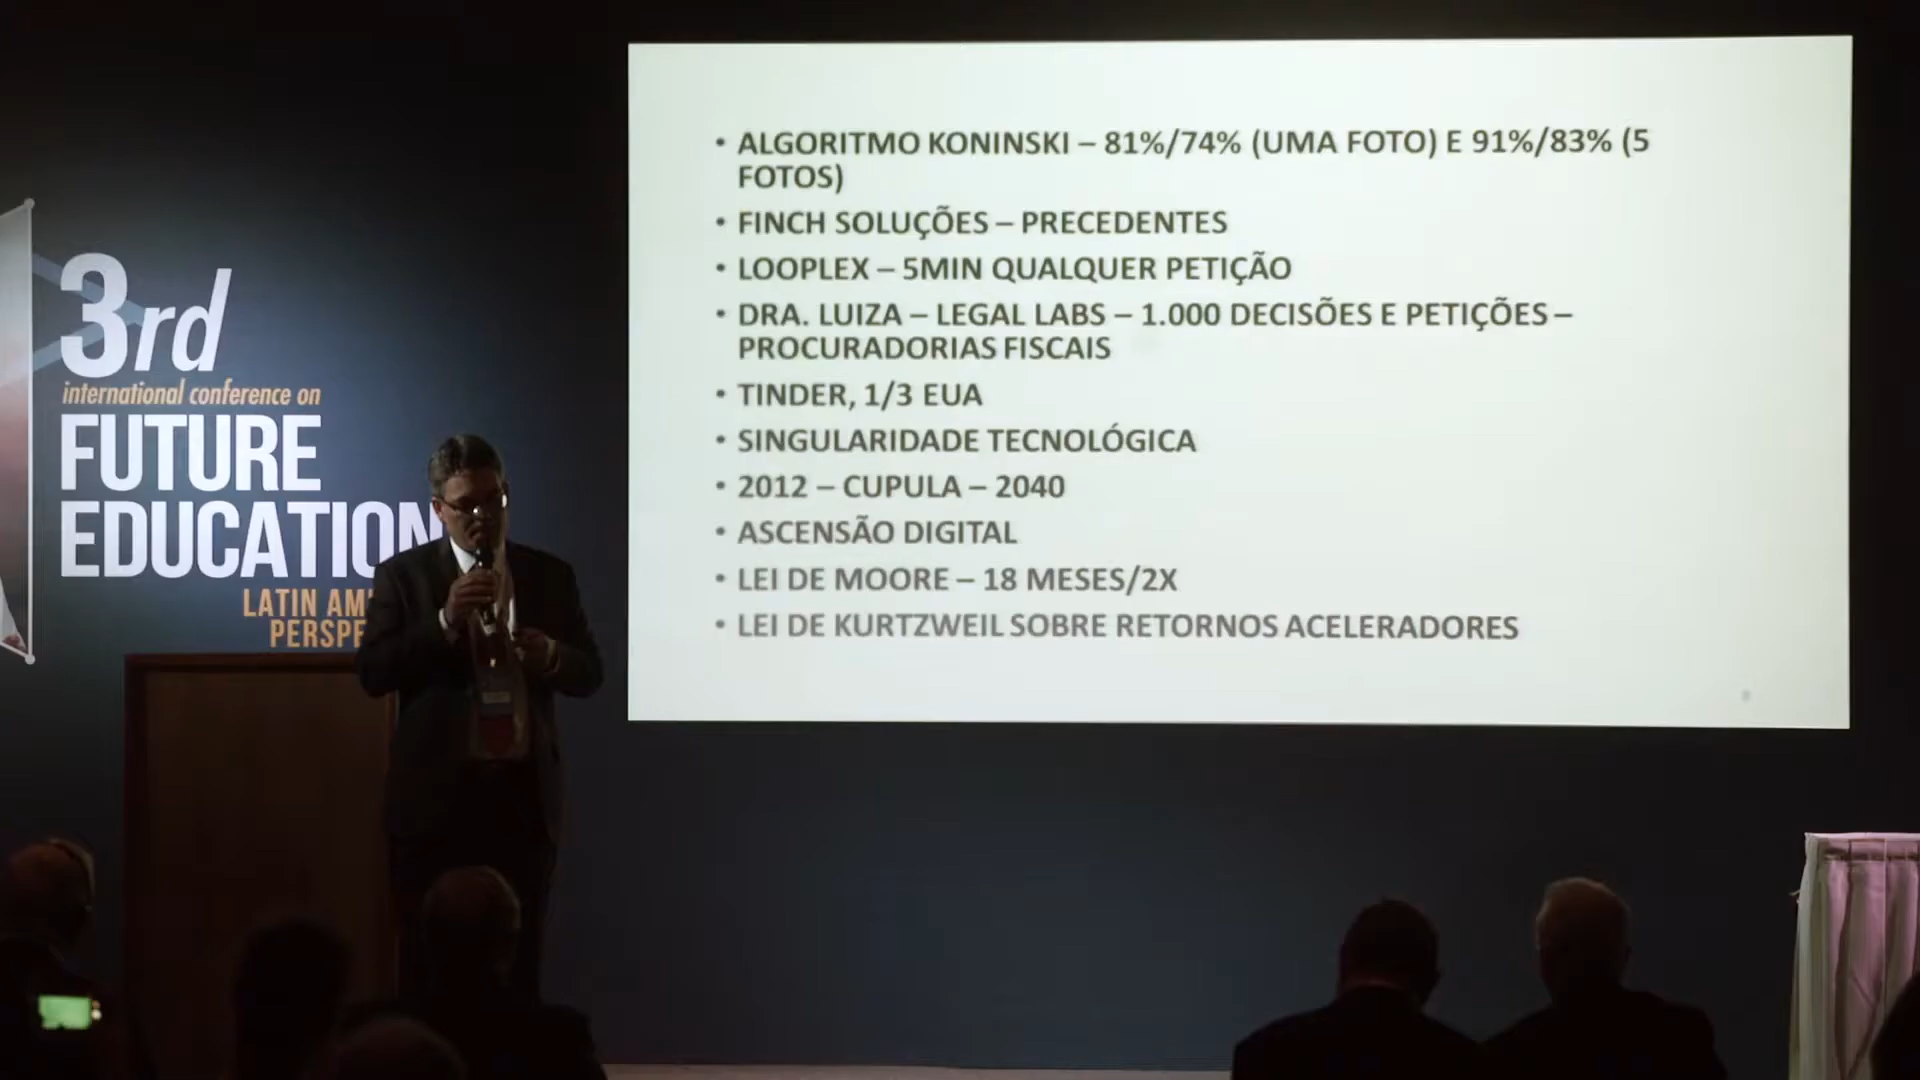 3rd
international conference on
FUTURE
EDUCATION
LATIN AM
PERSPE
• ALGORITMO KONINSKI – 81%/74% (UMA FOTO) E 91%/83% (5
FOTOS)
• FINCH SOLUÇÕES – PRECEDENTES
• LOOPLEX – 5MIN QUALQUER PETIÇÃO
• DRA. LUIZA – LEGAL LABS – 1.000 DECISÕES E PETIÇÕES –
PROCURADORIAS FISCAIS
• TINDER, 1/3 EUA
• SINGULARIDADE TECNOLÓGICA
• 2012 – CUPULA – 2040
• ASCENSÃO DIGITAL
• LEI DE MOORE – 18 MESES/2X
• LEI DE KURTZWEIL SOBRE RETORNOS ACELERADORES